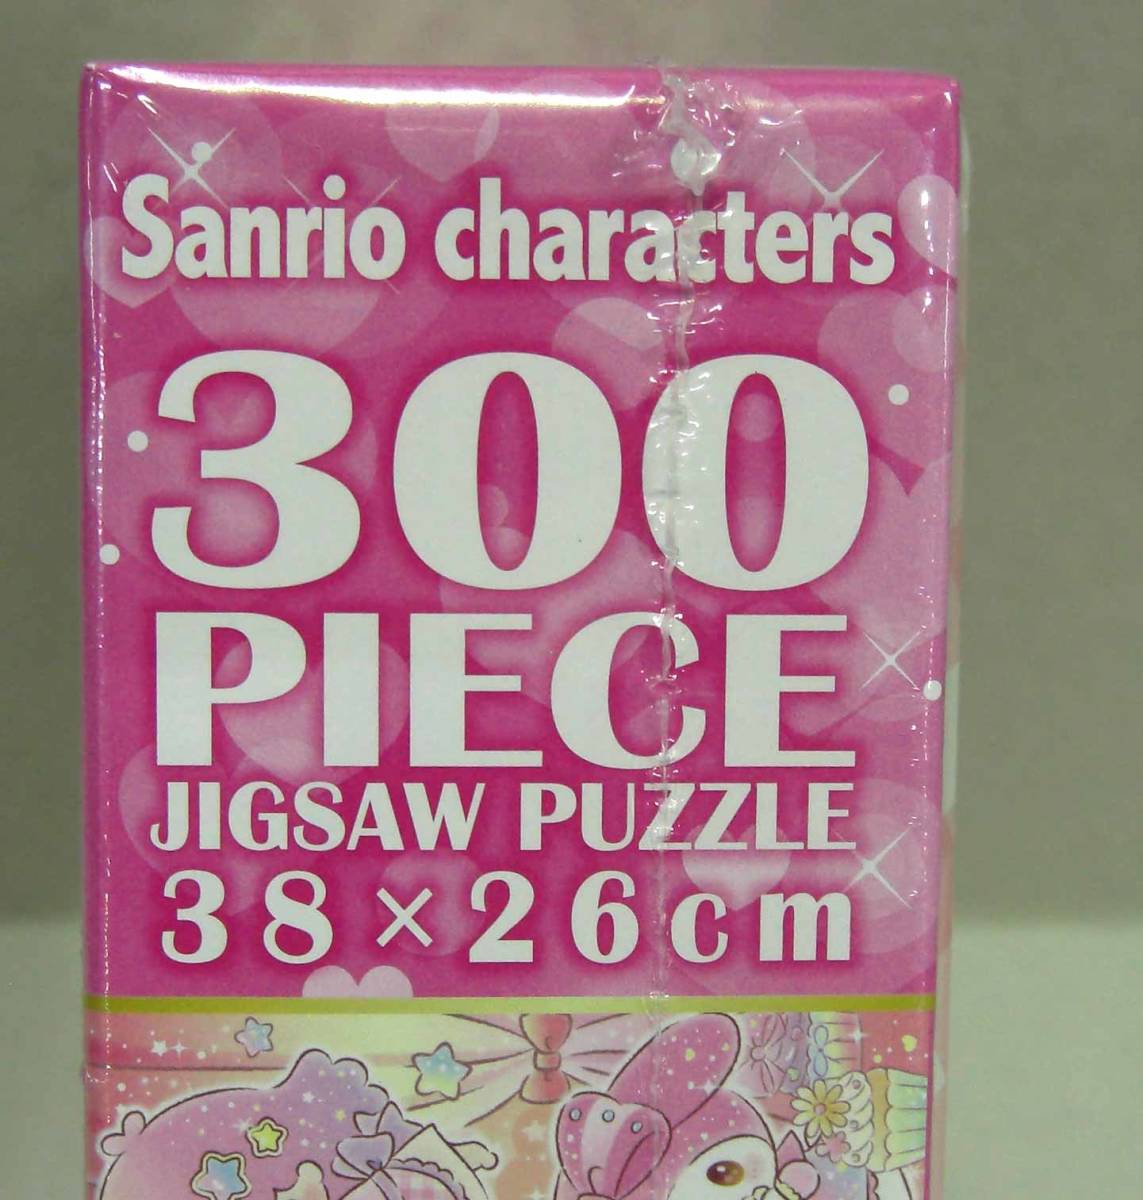 Sanrio characters
300
PIECE
JIGSAW PUZZLE
38×26cm